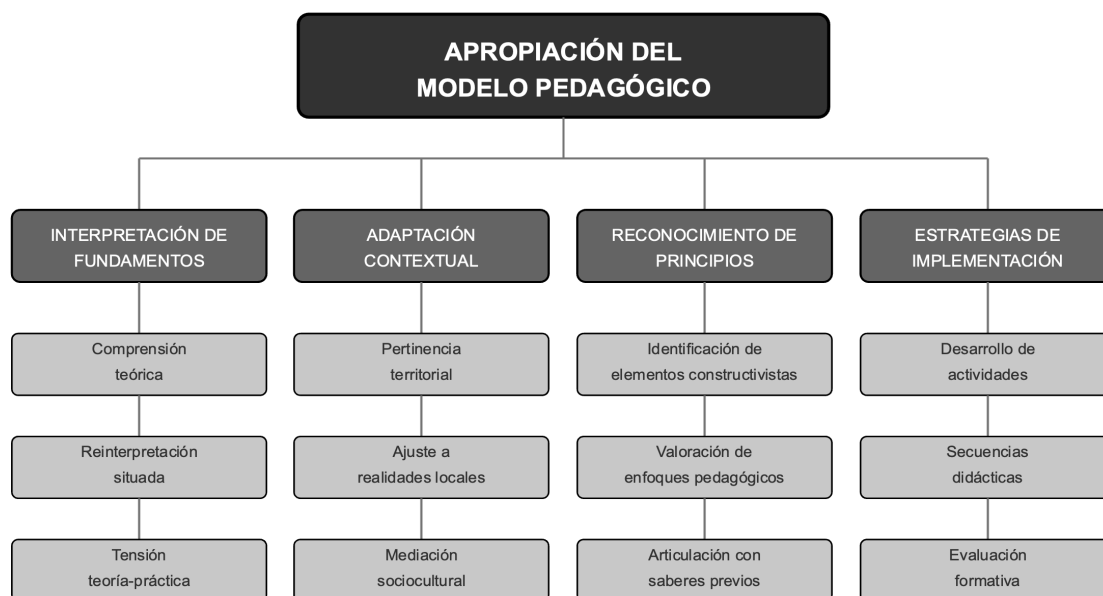 APROPIACIÓN DEL
MODELO PEDAGÓGICO
INTERPRETACIÓN DE
FUNDAMENTOS
ADAPTACIÓN
CONTEXTUAL
RECONOCIMIENTO DE
PRINCIPIOS
ESTRATEGIAS DE
IMPLEMENTACIÓN
Comprensión
teórica
Pertinencia
territorial
Identificación de
elementos constructivistas
Desarrollo de
actividades
Reinterpretación
situada
Ajuste a
realidades locales
Valoración de
enfoques pedagógicos
Secuencias
didácticas
Tensión
teoría-práctica
Mediación
sociocultural
Articulación con
saberes previos
Evaluación
formativa